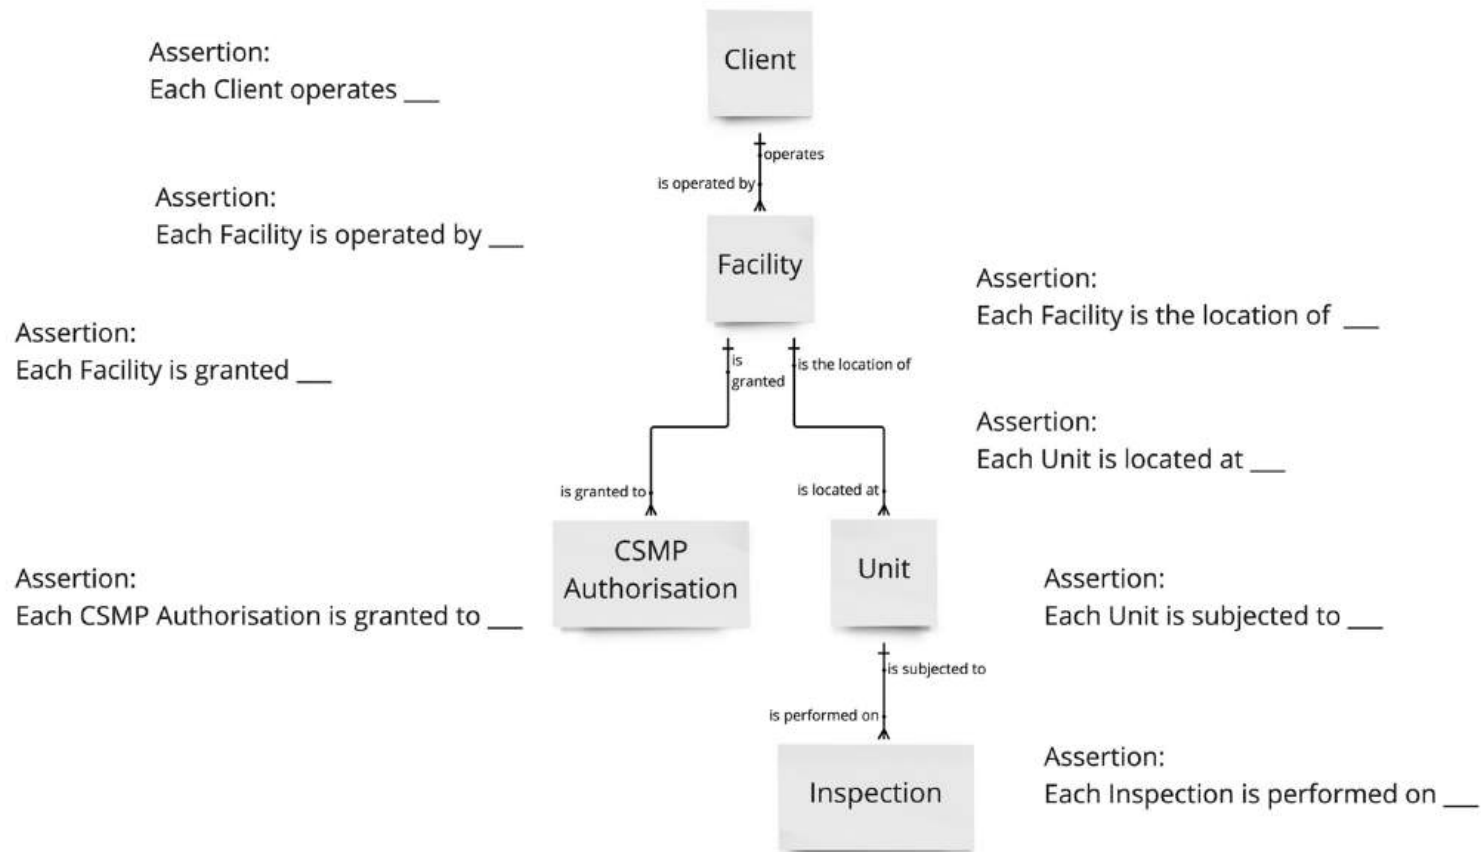 Assertion:
Each Client operates ___
Client
operates
is operated by
Assertion:
Each Facility is operated by ___
Facility
Assertion:
Each Facility is the location of ___
Assertion:
Each Facility is granted ___
is
granted
is the location of
Assertion:
Each Unit is located at ___
is granted to
is located at
CSMP
Authorisation
Unit
Assertion:
Each CSMP Authorisation is granted to ___
Assertion:
Each Unit is subjected to ___
is subjected to
is performed on
Inspection
Assertion:
Each Inspection is performed on ___